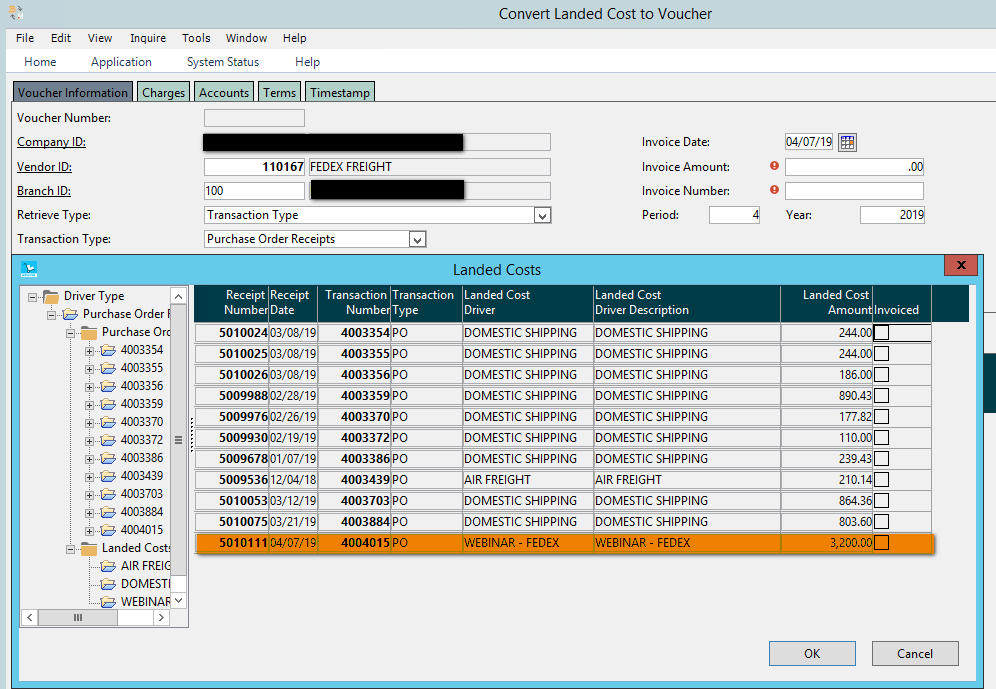 Convert Landed Cost to Voucher
File Edit View Inquire Tools Window Help
Home Application System Status Help
Voucher Information Charges Accounts Terms Timestamp
Voucher Number:
Company ID: Invoice Date: 04/07/19
Vendor ID: 110167 FEDEX FREIGHT Invoice Amount: .00
Branch ID: 100 Invoice Number:
Retrieve Type: Transaction Type Period: 4 Year: 2019
Transaction Type: Purchase Order Receipts
Landed Costs
X
Driver Type
Purchase Order
Purchase Orc
4003354
4003355
4003356
4003359
4003370
4003372
4003386
4003439
4003703
4003884
4004015
Landed Costs
AIR FREIG
DOMEST
WEBINAR
Receipt Receipt Transaction Transaction Landed Cost Landed Cost Landed Cost
Number Date Number Type Driver Driver Description Amount Invoiced
5010024 03/08/19 4003354 PO DOMESTIC SHIPPING DOMESTIC SHIPPING 244.00
5010025 03/08/19 4003355 PO DOMESTIC SHIPPING DOMESTIC SHIPPING 244.00
5010026 03/08/19 4003356 PO DOMESTIC SHIPPING DOMESTIC SHIPPING 186.00
5009988 02/28/19 4003359 PO DOMESTIC SHIPPING DOMESTIC SHIPPING 890.43
5009976 02/26/19 4003370 PO DOMESTIC SHIPPING DOMESTIC SHIPPING 177.82
5009930 02/19/19 4003372 PO DOMESTIC SHIPPING DOMESTIC SHIPPING 110.00
5009678 01/07/19 4003386 PO DOMESTIC SHIPPING DOMESTIC SHIPPING 239.43
5009536 12/04/18 4003439 PO AIR FREIGHT AIR FREIGHT 210.14
5010053 03/12/19 4003703 PO DOMESTIC SHIPPING DOMESTIC SHIPPING 864.36
5010075 03/21/19 4003884 PO DOMESTIC SHIPPING DOMESTIC SHIPPING 803.60
5010111 04/07/19 4004015 PO WEBINAR - FEDEX WEBINAR - FEDEX 3,200.00
OK Cancel